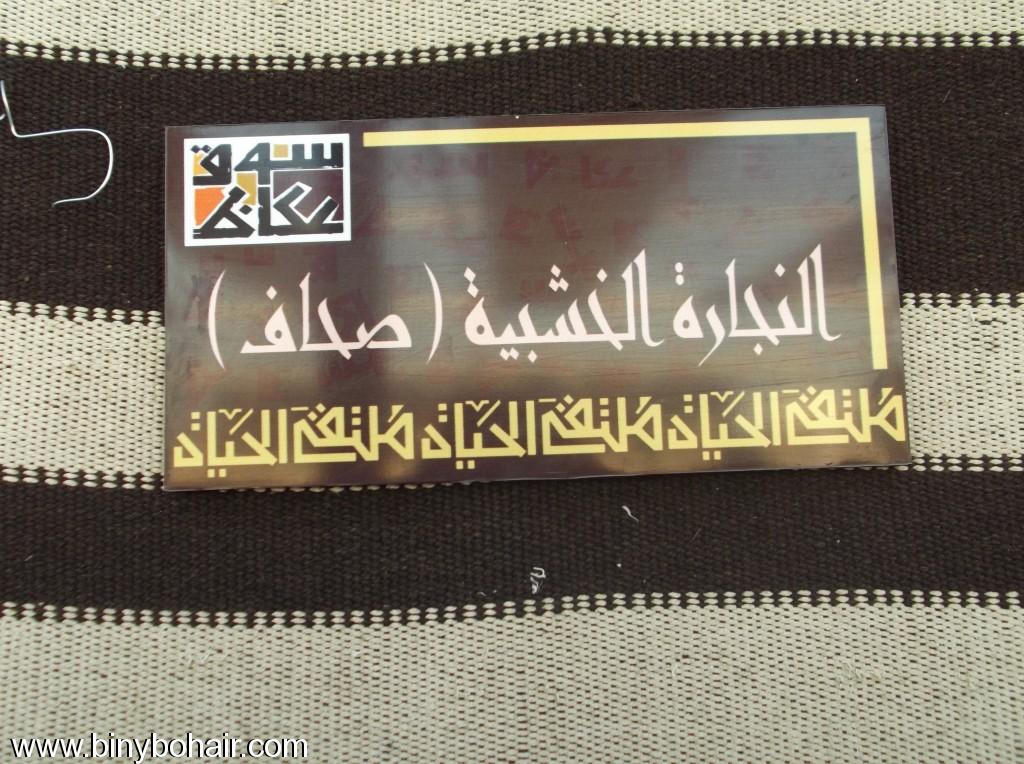 سوق
عكاظ
النجارة الخشبية ( صحاف )
ملتقى الحياة ملتقى الحياة ملتقى الحياة
www.binybohair.com